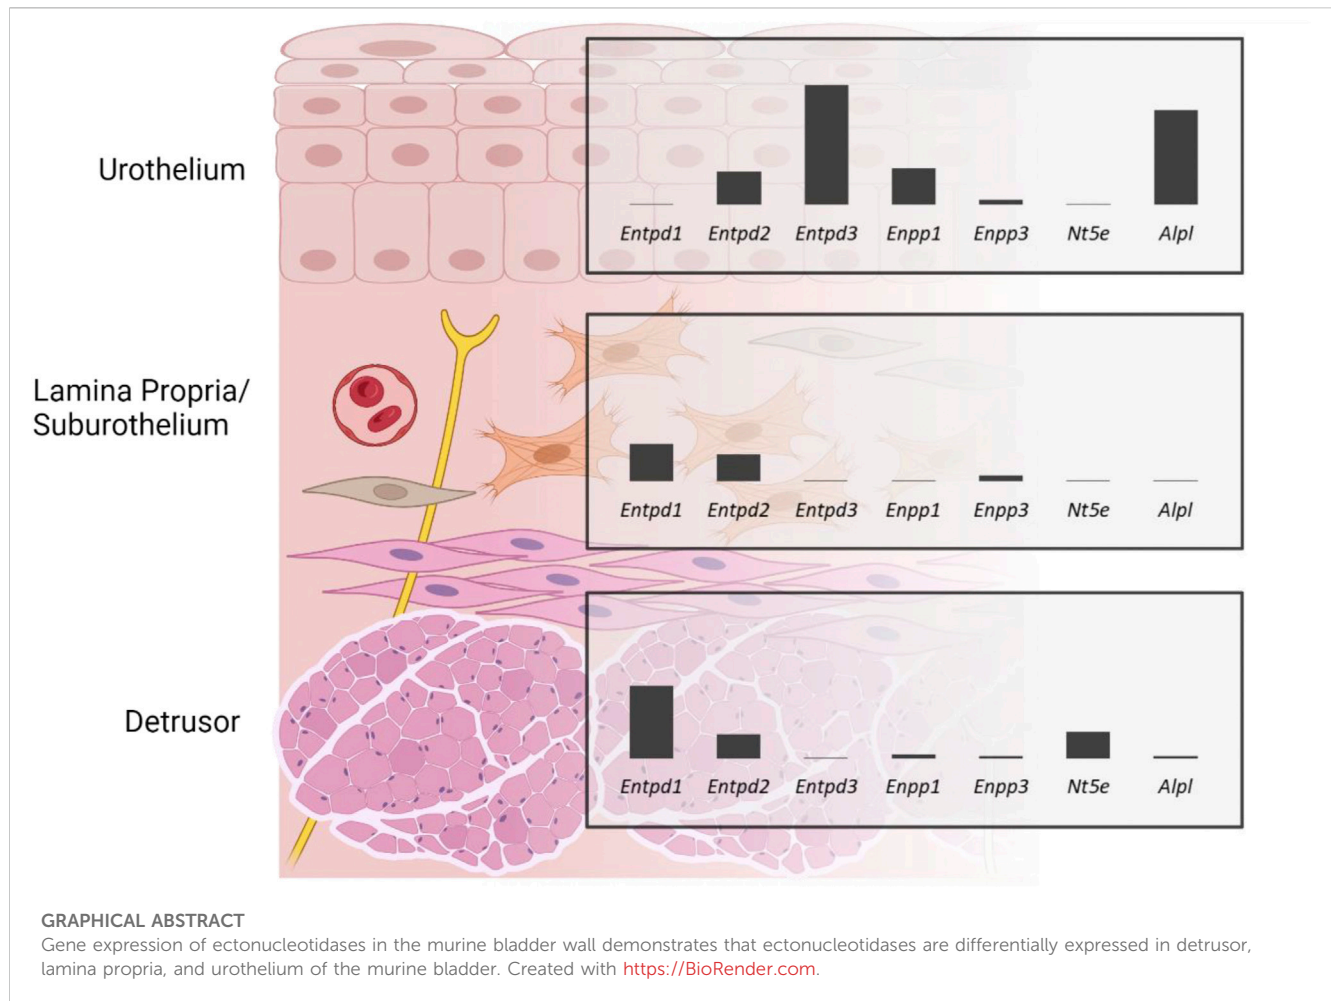 Urothelium
Entpd1 Entpd2 Entpd3 Enpp1 Enpp3 Nt5e Alpl
Lamina Propria/
Suburothelium
Entpd1 Entpd2 Entpd3 Enpp1 Enpp3 Nt5e Alpl
Detrusor
Entpd1 Entpd2 Entpd3 Enpp1 Enpp3 Nt5e Alpl
GRAPHICAL ABSTRACT
Gene expression of ectonucleotidases in the murine bladder wall demonstrates that ectonucleotidases are differentially expressed in detrusor,
lamina propria, and urothelium of the murine bladder. Created with https://BioRender.com.